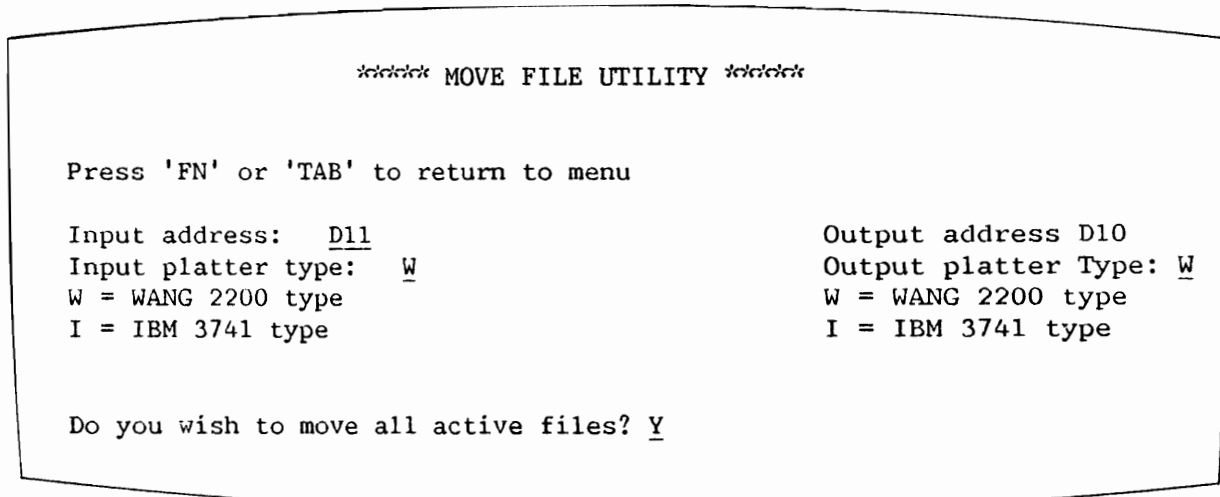 ***** MOVE FILE UTILITY *****
Press 'FN' or 'TAB' to return to menu
Input address: D11 Output address D10
Input platter type: W Output platter Type: W
W = WANG 2200 type W = WANG 2200 type
I = IBM 3741 type I = IBM 3741 type
Do you wish to move all active files? Y